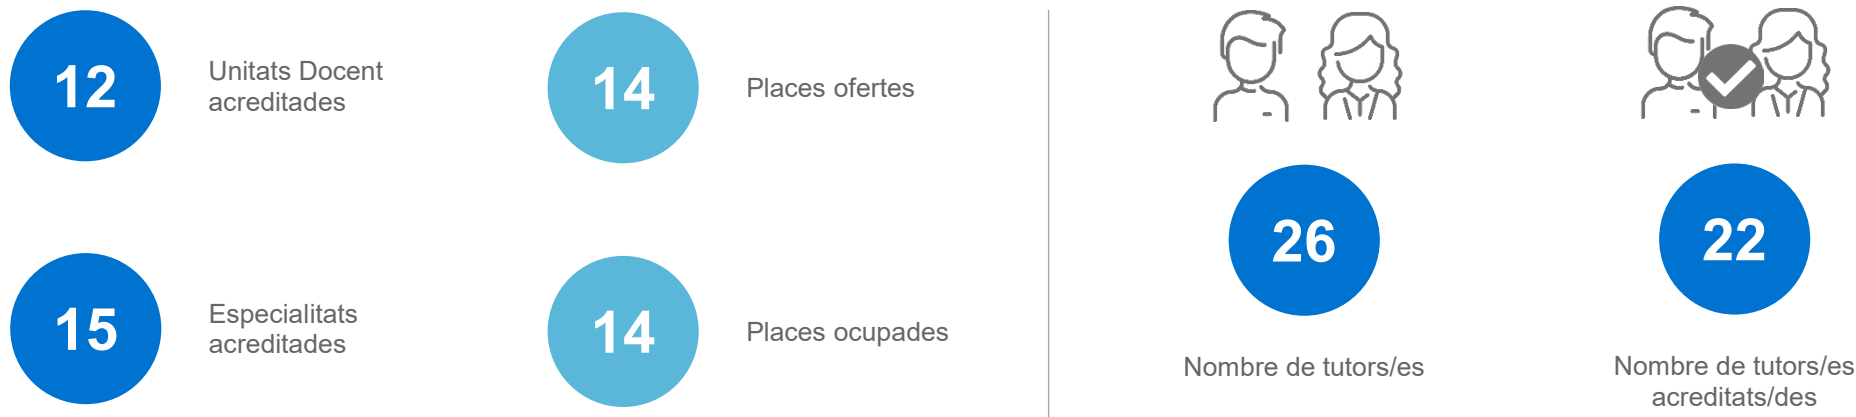 12
Unitats Docent
acreditades
14
Places ofertes
15
Especialitats
acreditades
14
Places ocupades
26
Nombre de tutors/es
22
Nombre de tutors/es
acreditats/des